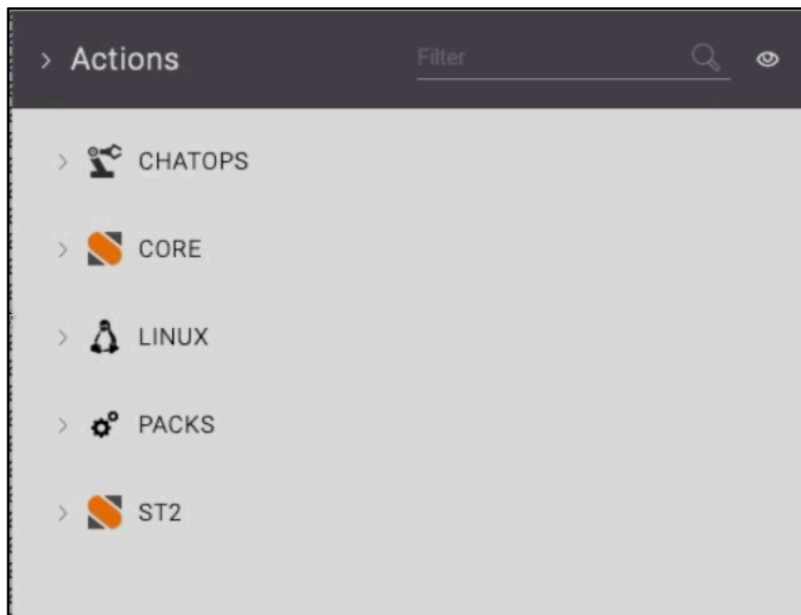 Actions
Filter
CHATOPS
CORE
LINUX
PACKS
ST2